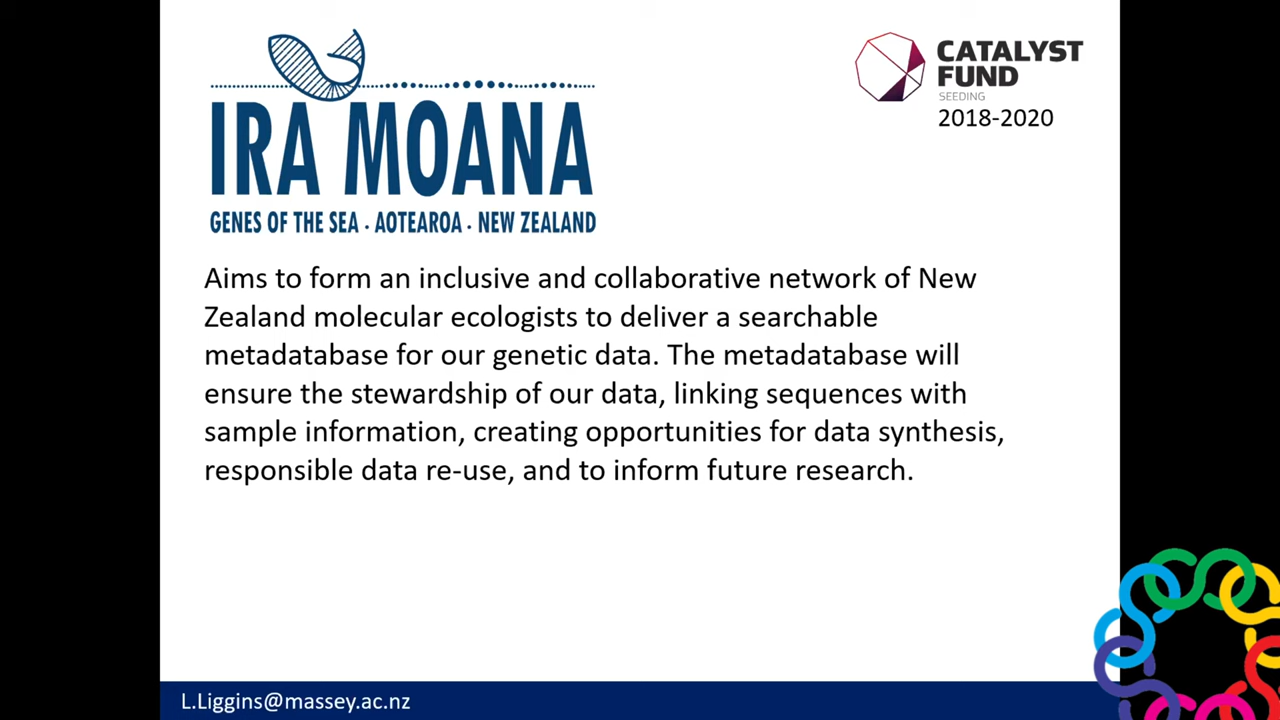 IRA MOANA
GENES OF THE SEA · AOTEAROA · NEW ZEALAND
CATALYST
FUND
SEEDING
2018-2020
Aims to form an inclusive and collaborative network of New
Zealand molecular ecologists to deliver a searchable
metadatabase for our genetic data. The metadatabase will
ensure the stewardship of our data, linking sequences with
sample information, creating opportunities for data synthesis,
responsible data re-use, and to inform future research.
L.Liggins@massey.ac.nz